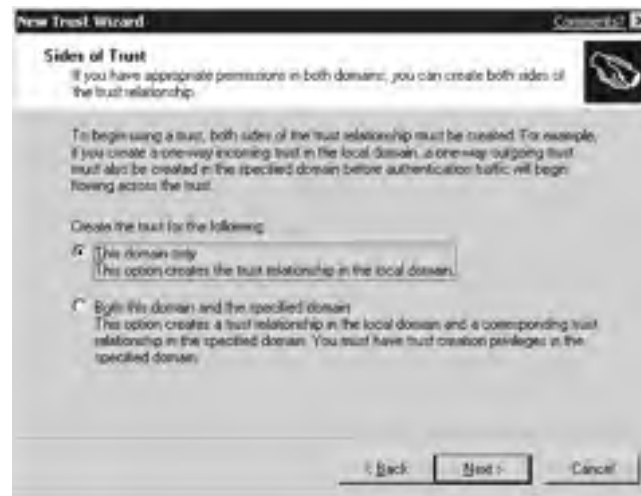 New Trust Wizard
Comments?
Sides of Trust
If you have appropriate permissions in both domains, you can create both sides of
the trust relationship.
To begin using a trust, both sides of the trust relationship must be created. For example,
if you create a one-way incoming trust in the local domain, a one-way outgoing trust
must also be created in the specified domain before authentication traffic will begin
flowing across the trust.
Create the trust for the following:
This domain only
This option creates the trust relationship in the local domain.
Both this domain and the specified domain
This option creates a trust relationship in the local domain and a corresponding trust
relationship in the specified domain. You must have trust creation privileges in the
specified domain.
< Back
Next >
Cancel